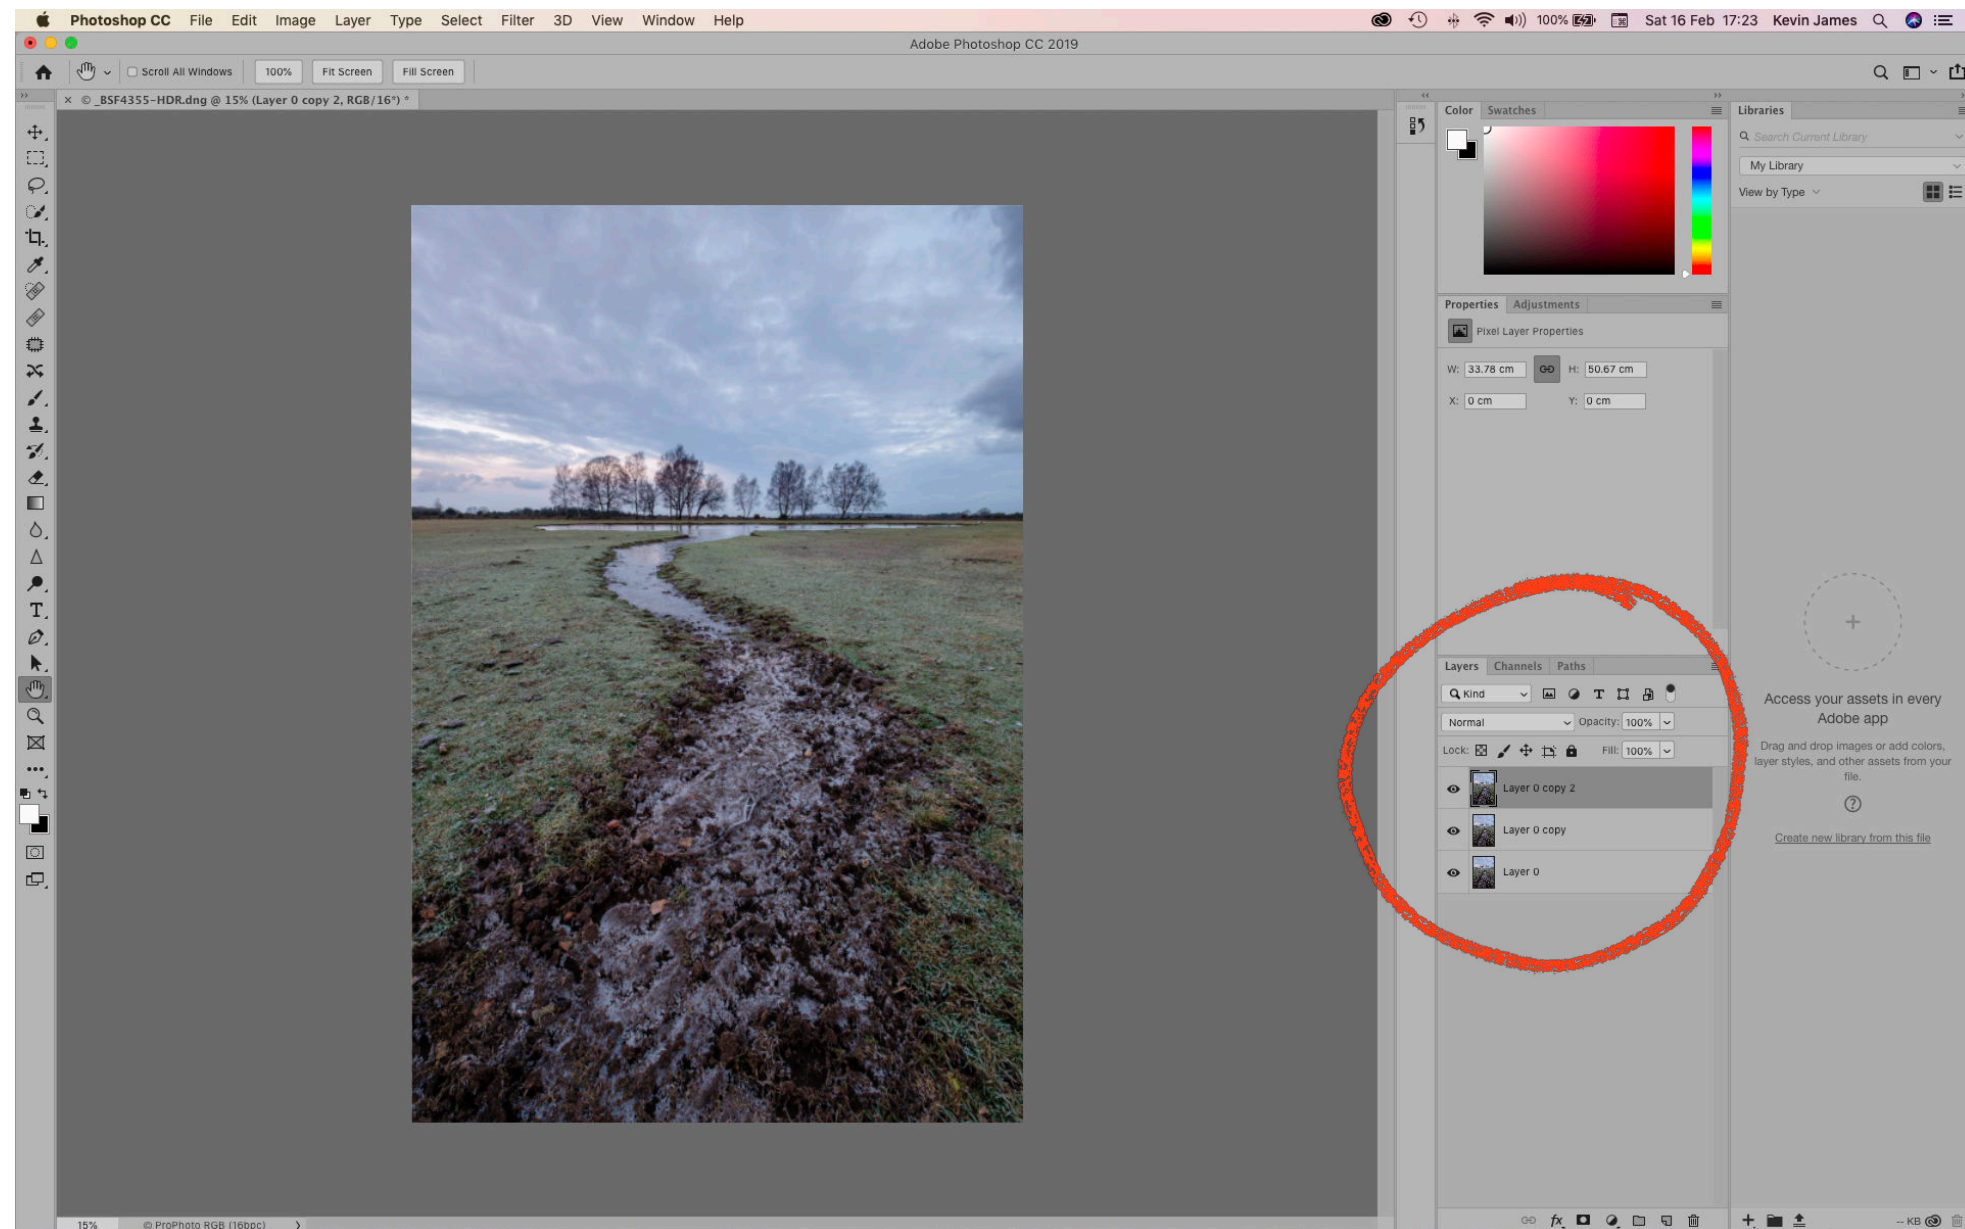 Photoshop CC File Edit Image Layer Type Select Filter 3D View Window Help 100% Sat 16 Feb 17:23 Kevin James
Adobe Photoshop CC 2019
Scroll All Windows 100% Fit Screen Fill Screen
× © _BSF4355-HDR.dng @ 15% (Layer 0 copy 2, RGB/16*) *
Color Swatches
Libraries
Search Current Library
My Library
View by Type
Properties Adjustments
Pixel Layer Properties
W: 33.78 cm H: 50.67 cm
X: 0 cm Y: 0 cm
Layers Channels Paths
Kind
Normal Opacity: 100%
Lock: Fill: 100%
Layer 0 copy 2
Layer 0 copy
Layer 0
Access your assets in every
Adobe app
Drag and drop images or add colors,
layer styles, and other assets from your
file.
Create new library from this file
15% © ProPhoto RGB (16bpc)
fx
-- KB